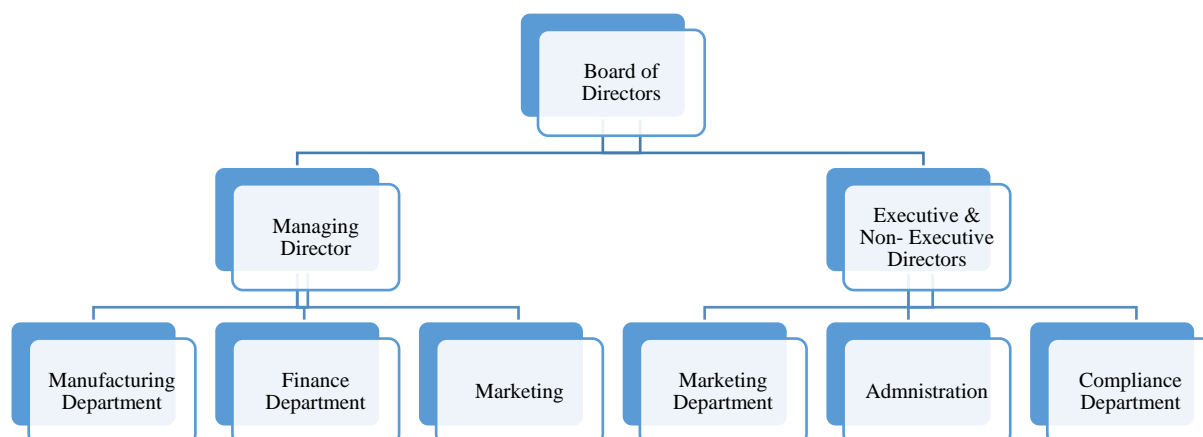 Board of
Directors
Managing
Director
Executive &
Non- Executive
Directors
Manufacturing
Department
Finance
Department
Marketing
Marketing
Department
Admnistration
Compliance
Department